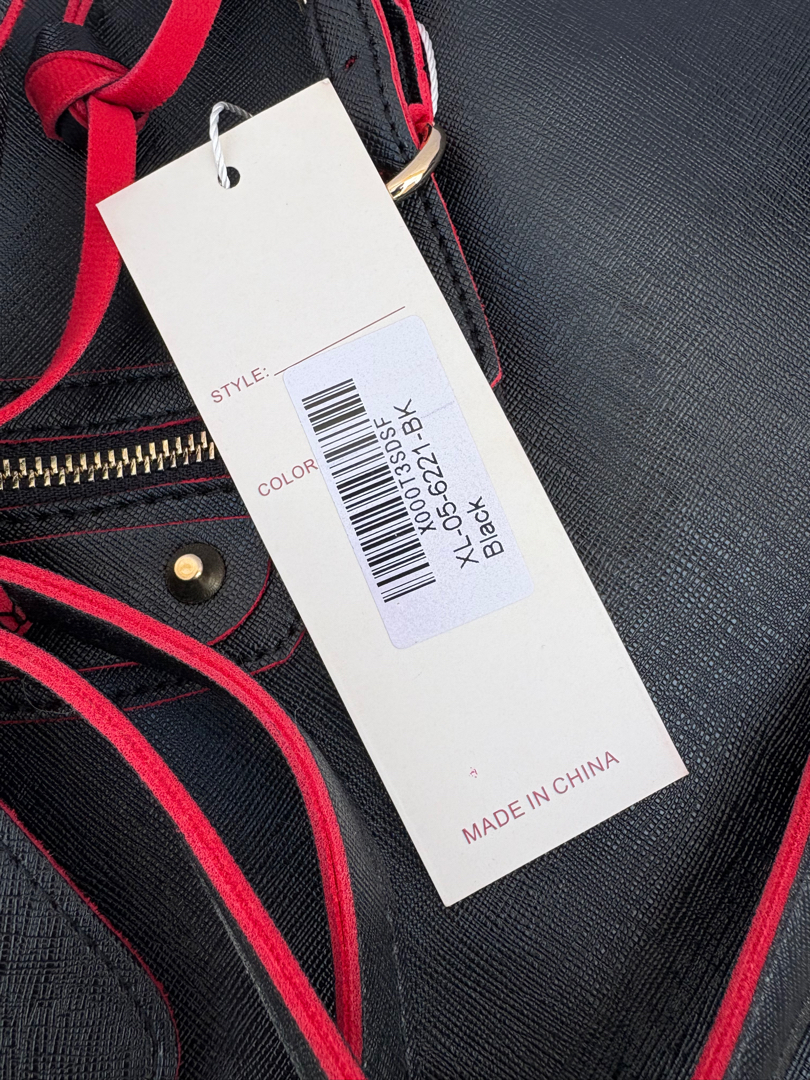 STYLE:
COLOR
X000T3SDSF
XL-05-6221-BK
Black
MADE IN CHINA